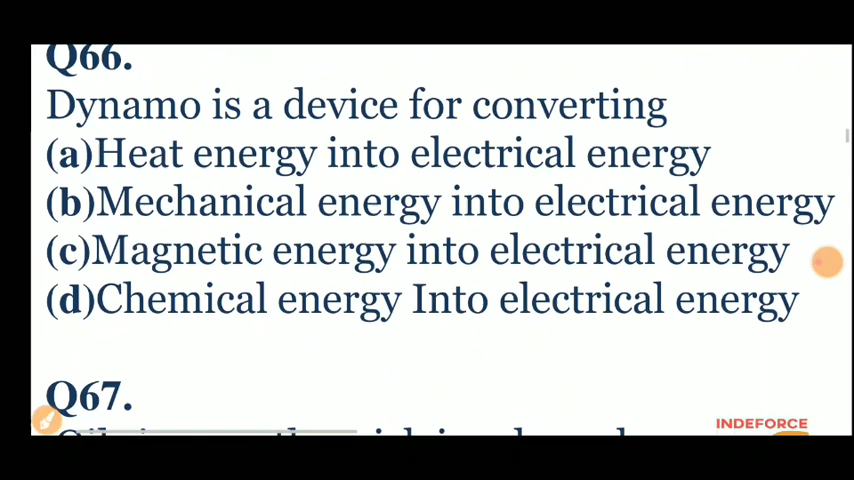 Q66.
Dynamo is a device for converting
(a)Heat energy into electrical energy
(b)Mechanical energy into electrical energy
(c)Magnetic energy into electrical energy
(d)Chemical energy Into electrical energy
Q67.
INDEFORCE